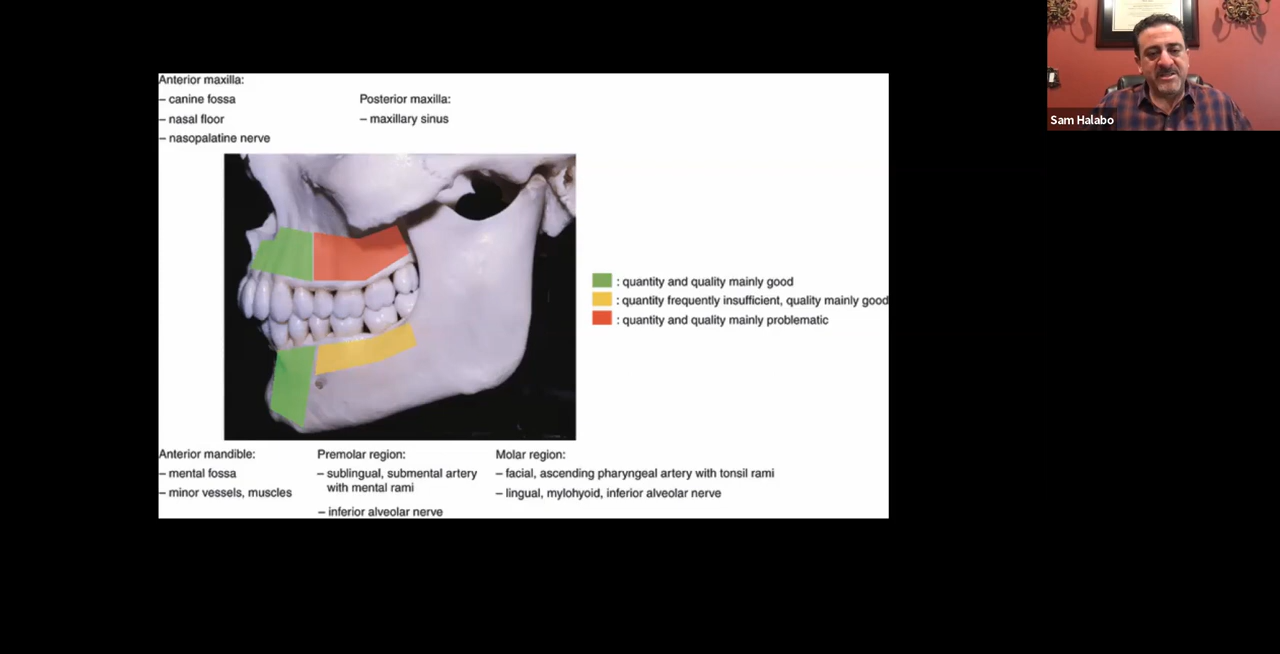 Sam Halabo
Anterior maxilla:
– canine fossa
– nasal floor
– nasopalatine nerve
Posterior maxilla:
– maxillary sinus
: quantity and quality mainly good
: quantity frequently insufficient, quality mainly good
: quantity and quality mainly problematic
Anterior mandible:
– mental fossa
– minor vessels, muscles
Premolar region:
– sublingual, submental artery
with mental rami
– inferior alveolar nerve
Molar region:
– facial, ascending pharyngeal artery with tonsil rami
– lingual, mylohyoid, inferior alveolar nerve